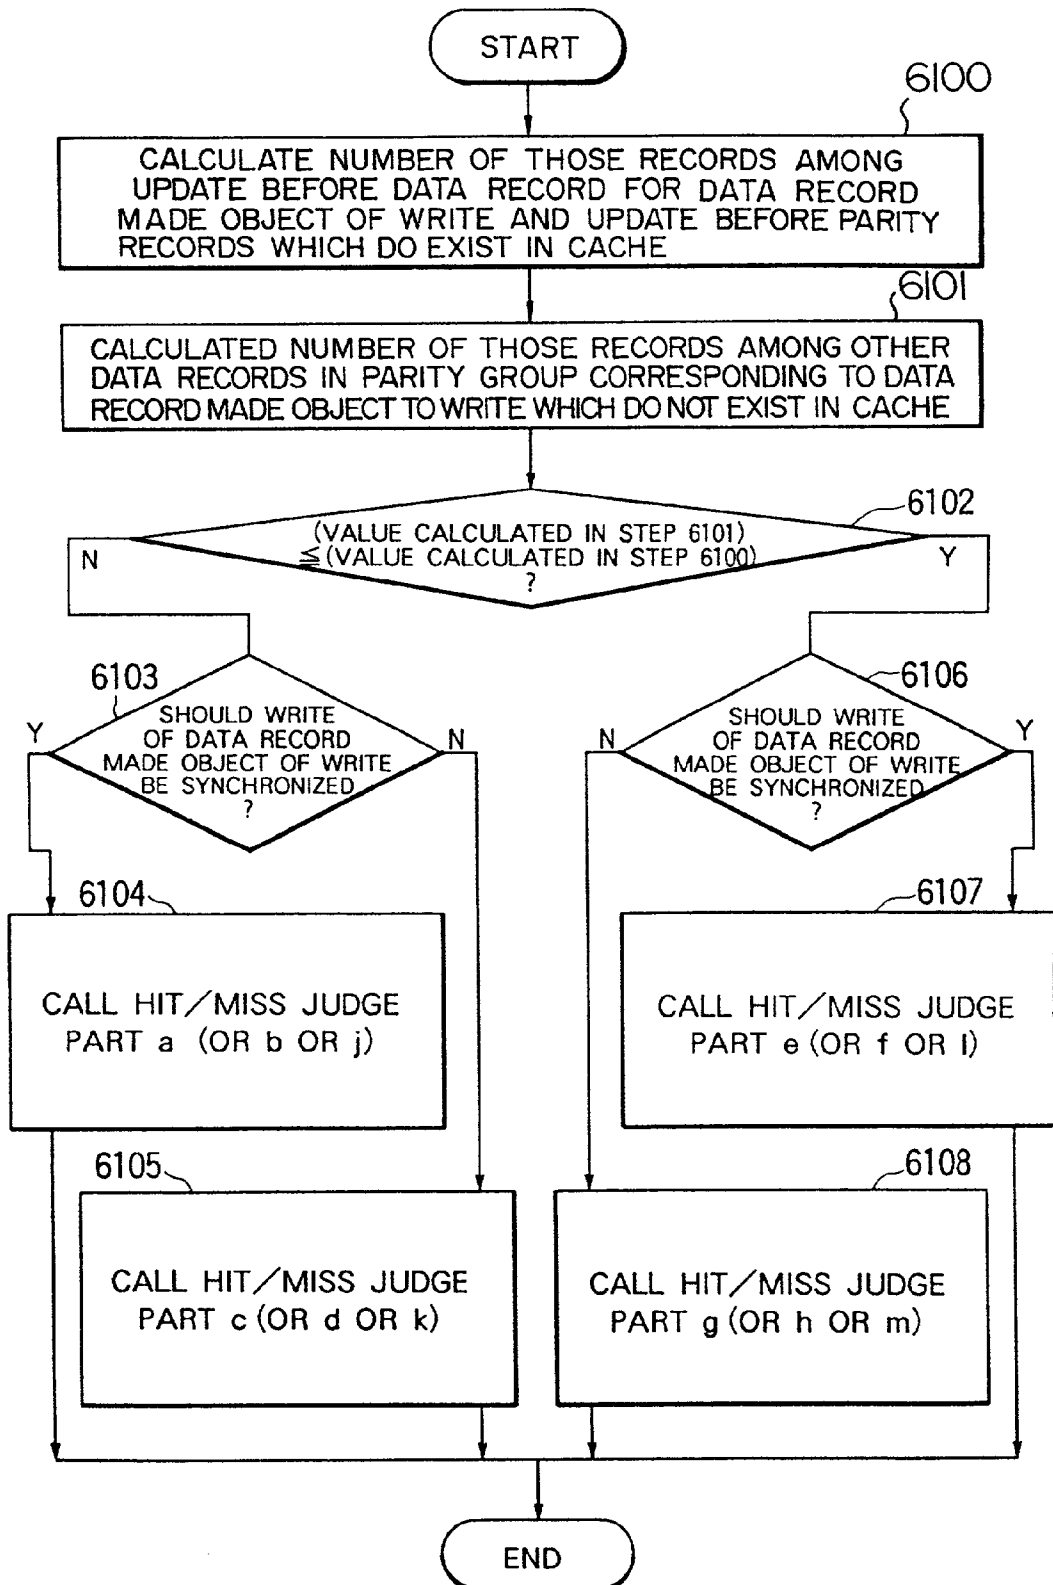 START
6100
CALCULATE NUMBER OF THOSE RECORDS AMONG
UPDATE BEFORE DATA RECORD FOR DATA RECORD
MADE OBJECT OF WRITE AND UPDATE BEFORE PARITY
RECORDS WHICH DO EXIST IN CACHE
6101
CALCULATED NUMBER OF THOSE RECORDS AMONG OTHER
DATA RECORDS IN PARITY GROUP CORRESPONDING TO DATA
RECORD MADE OBJECT TO WRITE WHICH DO NOT EXIST IN CACHE
6102
(VALUE CALCULATED IN STEP 6101)
≦(VALUE CALCULATED IN STEP 6100)
?
N
Y
6103
SHOULD WRITE
OF DATA RECORD
MADE OBJECT OF WRITE
BE SYNCHRONIZED
?
Y
N
6106
SHOULD WRITE
OF DATA RECORD
MADE OBJECT OF WRITE
BE SYNCHRONIZED
?
N
Y
6104
CALL HIT/MISS JUDGE
PART a (OR b OR j)
6107
CALL HIT/MISS JUDGE
PART e (OR f OR l)
6105
CALL HIT/MISS JUDGE
PART c (OR d OR k)
6108
CALL HIT/MISS JUDGE
PART g (OR h OR m)
END